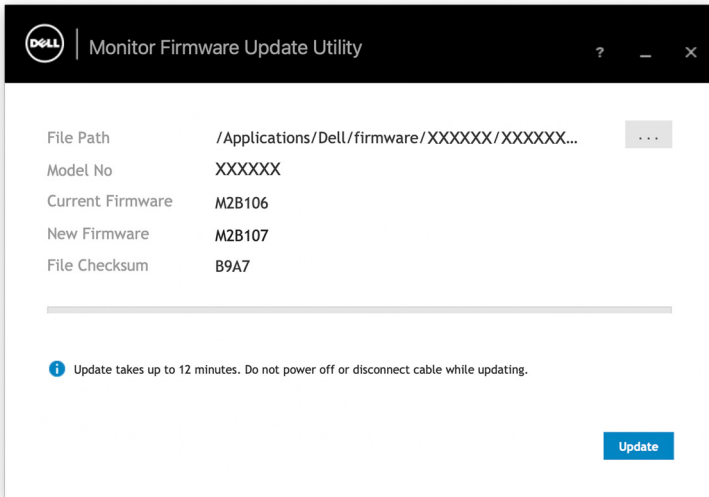 DELL Monitor Firmware Update Utility ?
File Path /Applications/Dell/firmware/XXXXXX/XXXXXX... ...
Model No XXXXXX
Current Firmware M2B106
New Firmware M2B107
File Checksum B9A7
Update takes up to 12 minutes. Do not power off or disconnect cable while updating.
Update